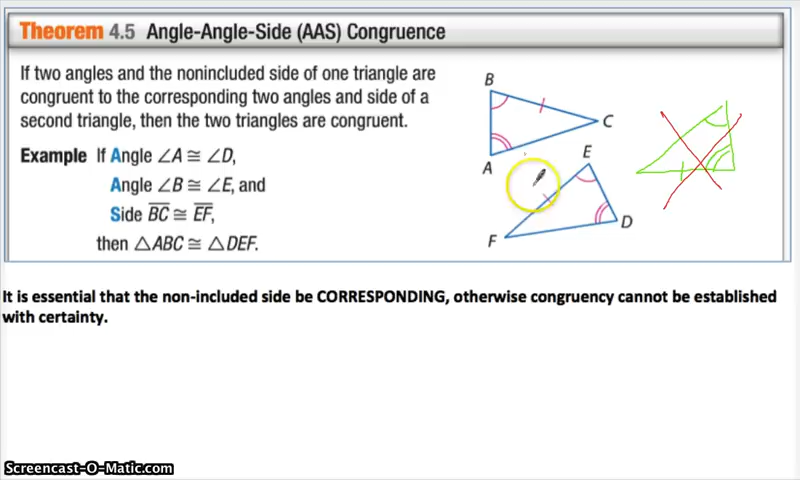 Theorem 4.5 Angle-Angle-Side (AAS) Congruence
If two angles and the nonincluded side of one triangle are
congruent to the corresponding two angles and side of a
second triangle, then the two triangles are congruent.
Example If Angle ∠A ≅ ∠D,
Angle ∠B ≅ ∠E, and
Side BC ≅ EF,
then △ABC ≅ △DEF.
B
C
A
E
D
F
It is essential that the non-included side be CORRESPONDING, otherwise congruency cannot be established
with certainty.
Screencast-O-Matic.com